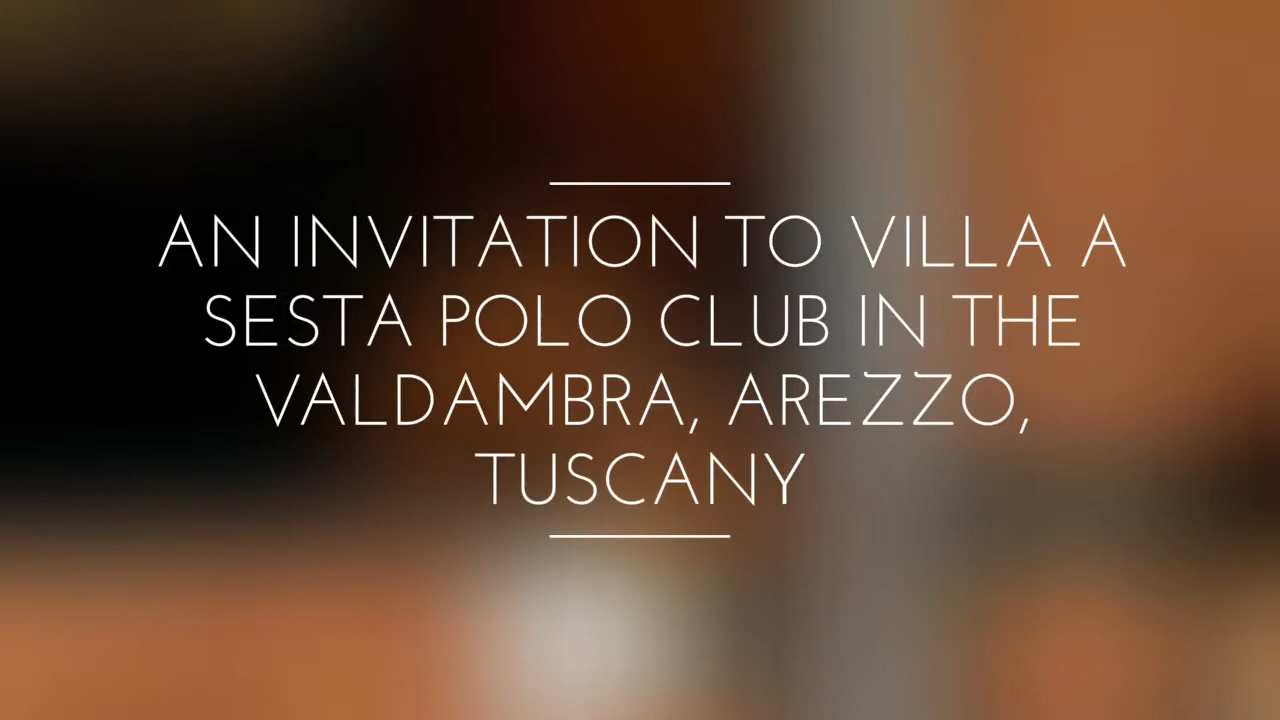 AN INVITATION TO VILLA A
SESTA POLO CLUB IN THE
VALDAMBRA, AREZZO,
TUSCANY